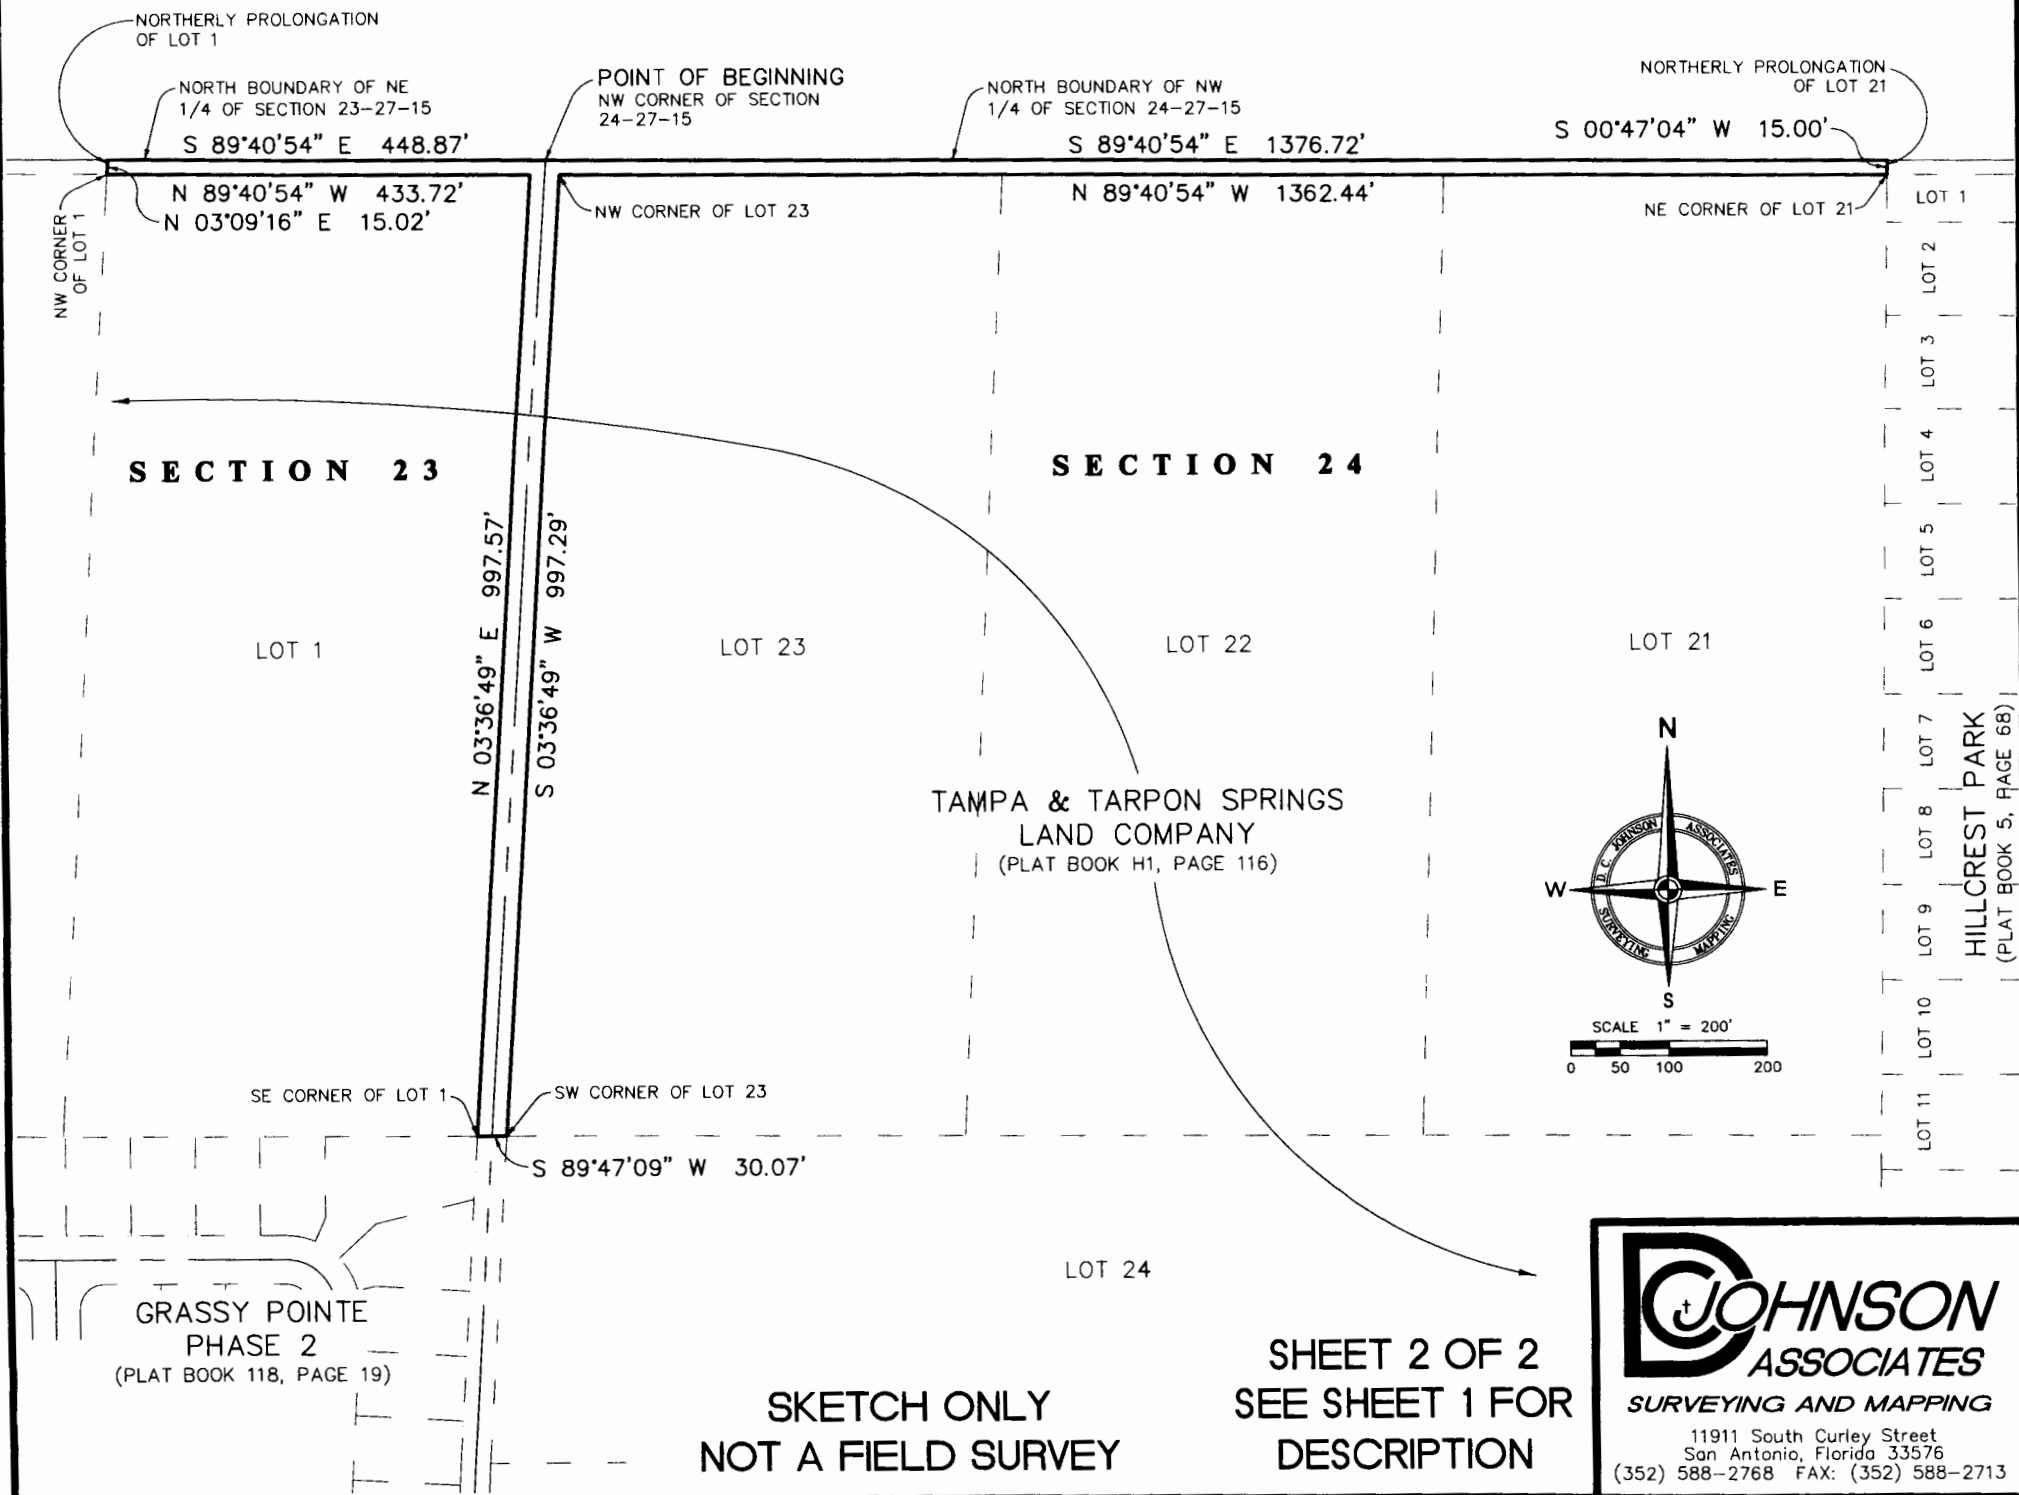 NORTHERLY PROLONGATION
OF LOT 1
NORTH BOUNDARY OF NE
1/4 OF SECTION 23-27-15
S 89°40'54" E 448.87'
POINT OF BEGINNING
NW CORNER OF SECTION
24-27-15
NORTH BOUNDARY OF NW
1/4 OF SECTION 24-27-15
S 89°40'54" E 1376.72'
NORTHERLY PROLONGATION
OF LOT 21
S 00°47'04" W 15.00'
N 89°40'54" W 433.72'
N 03°09'16" E 15.02'
NW CORNER
OF LOT 1
NW CORNER OF LOT 23
N 89°40'54" W 1362.44'
NE CORNER OF LOT 21
LOT 1
LOT 2
LOT 3
LOT 4
LOT 5
LOT 6
LOT 7
LOT 8
LOT 9
LOT 10
LOT 11
HILLCREST PARK
(PLAT BOOK 5, PAGE 68)
SECTION 23
SECTION 24
N 03°36'49" E 997.57'
S 03°36'49" W 997.29'
LOT 1
LOT 23
LOT 22
LOT 21
TAMPA & TARPON SPRINGS
LAND COMPANY
(PLAT BOOK H1, PAGE 116)
N
W
E
S
D. C. JOHNSON
ASSOCIATES
SURVEYING
MAPPING
SCALE 1" = 200'
0 50 100 200
SE CORNER OF LOT 1
SW CORNER OF LOT 23
S 89°47'09" W 30.07'
LOT 24
GRASSY POINTE
PHASE 2
(PLAT BOOK 118, PAGE 19)
SKETCH ONLY
NOT A FIELD SURVEY
SHEET 2 OF 2
SEE SHEET 1 FOR
DESCRIPTION
DC JOHNSON
ASSOCIATES
SURVEYING AND MAPPING
11911 South Curley Street
San Antonio, Florida 33576
(352) 588-2768 FAX: (352) 588-2713